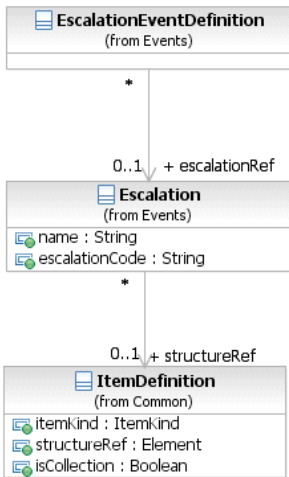 EscalationEventDefinition
(from Events)
*
0..1 + escalationRef
Escalation
(from Events)
name : String
escalationCode : String
*
0..1 + structureRef
ItemDefinition
(from Common)
itemKind : ItemKind
structureRef : Element
isCollection : Boolean